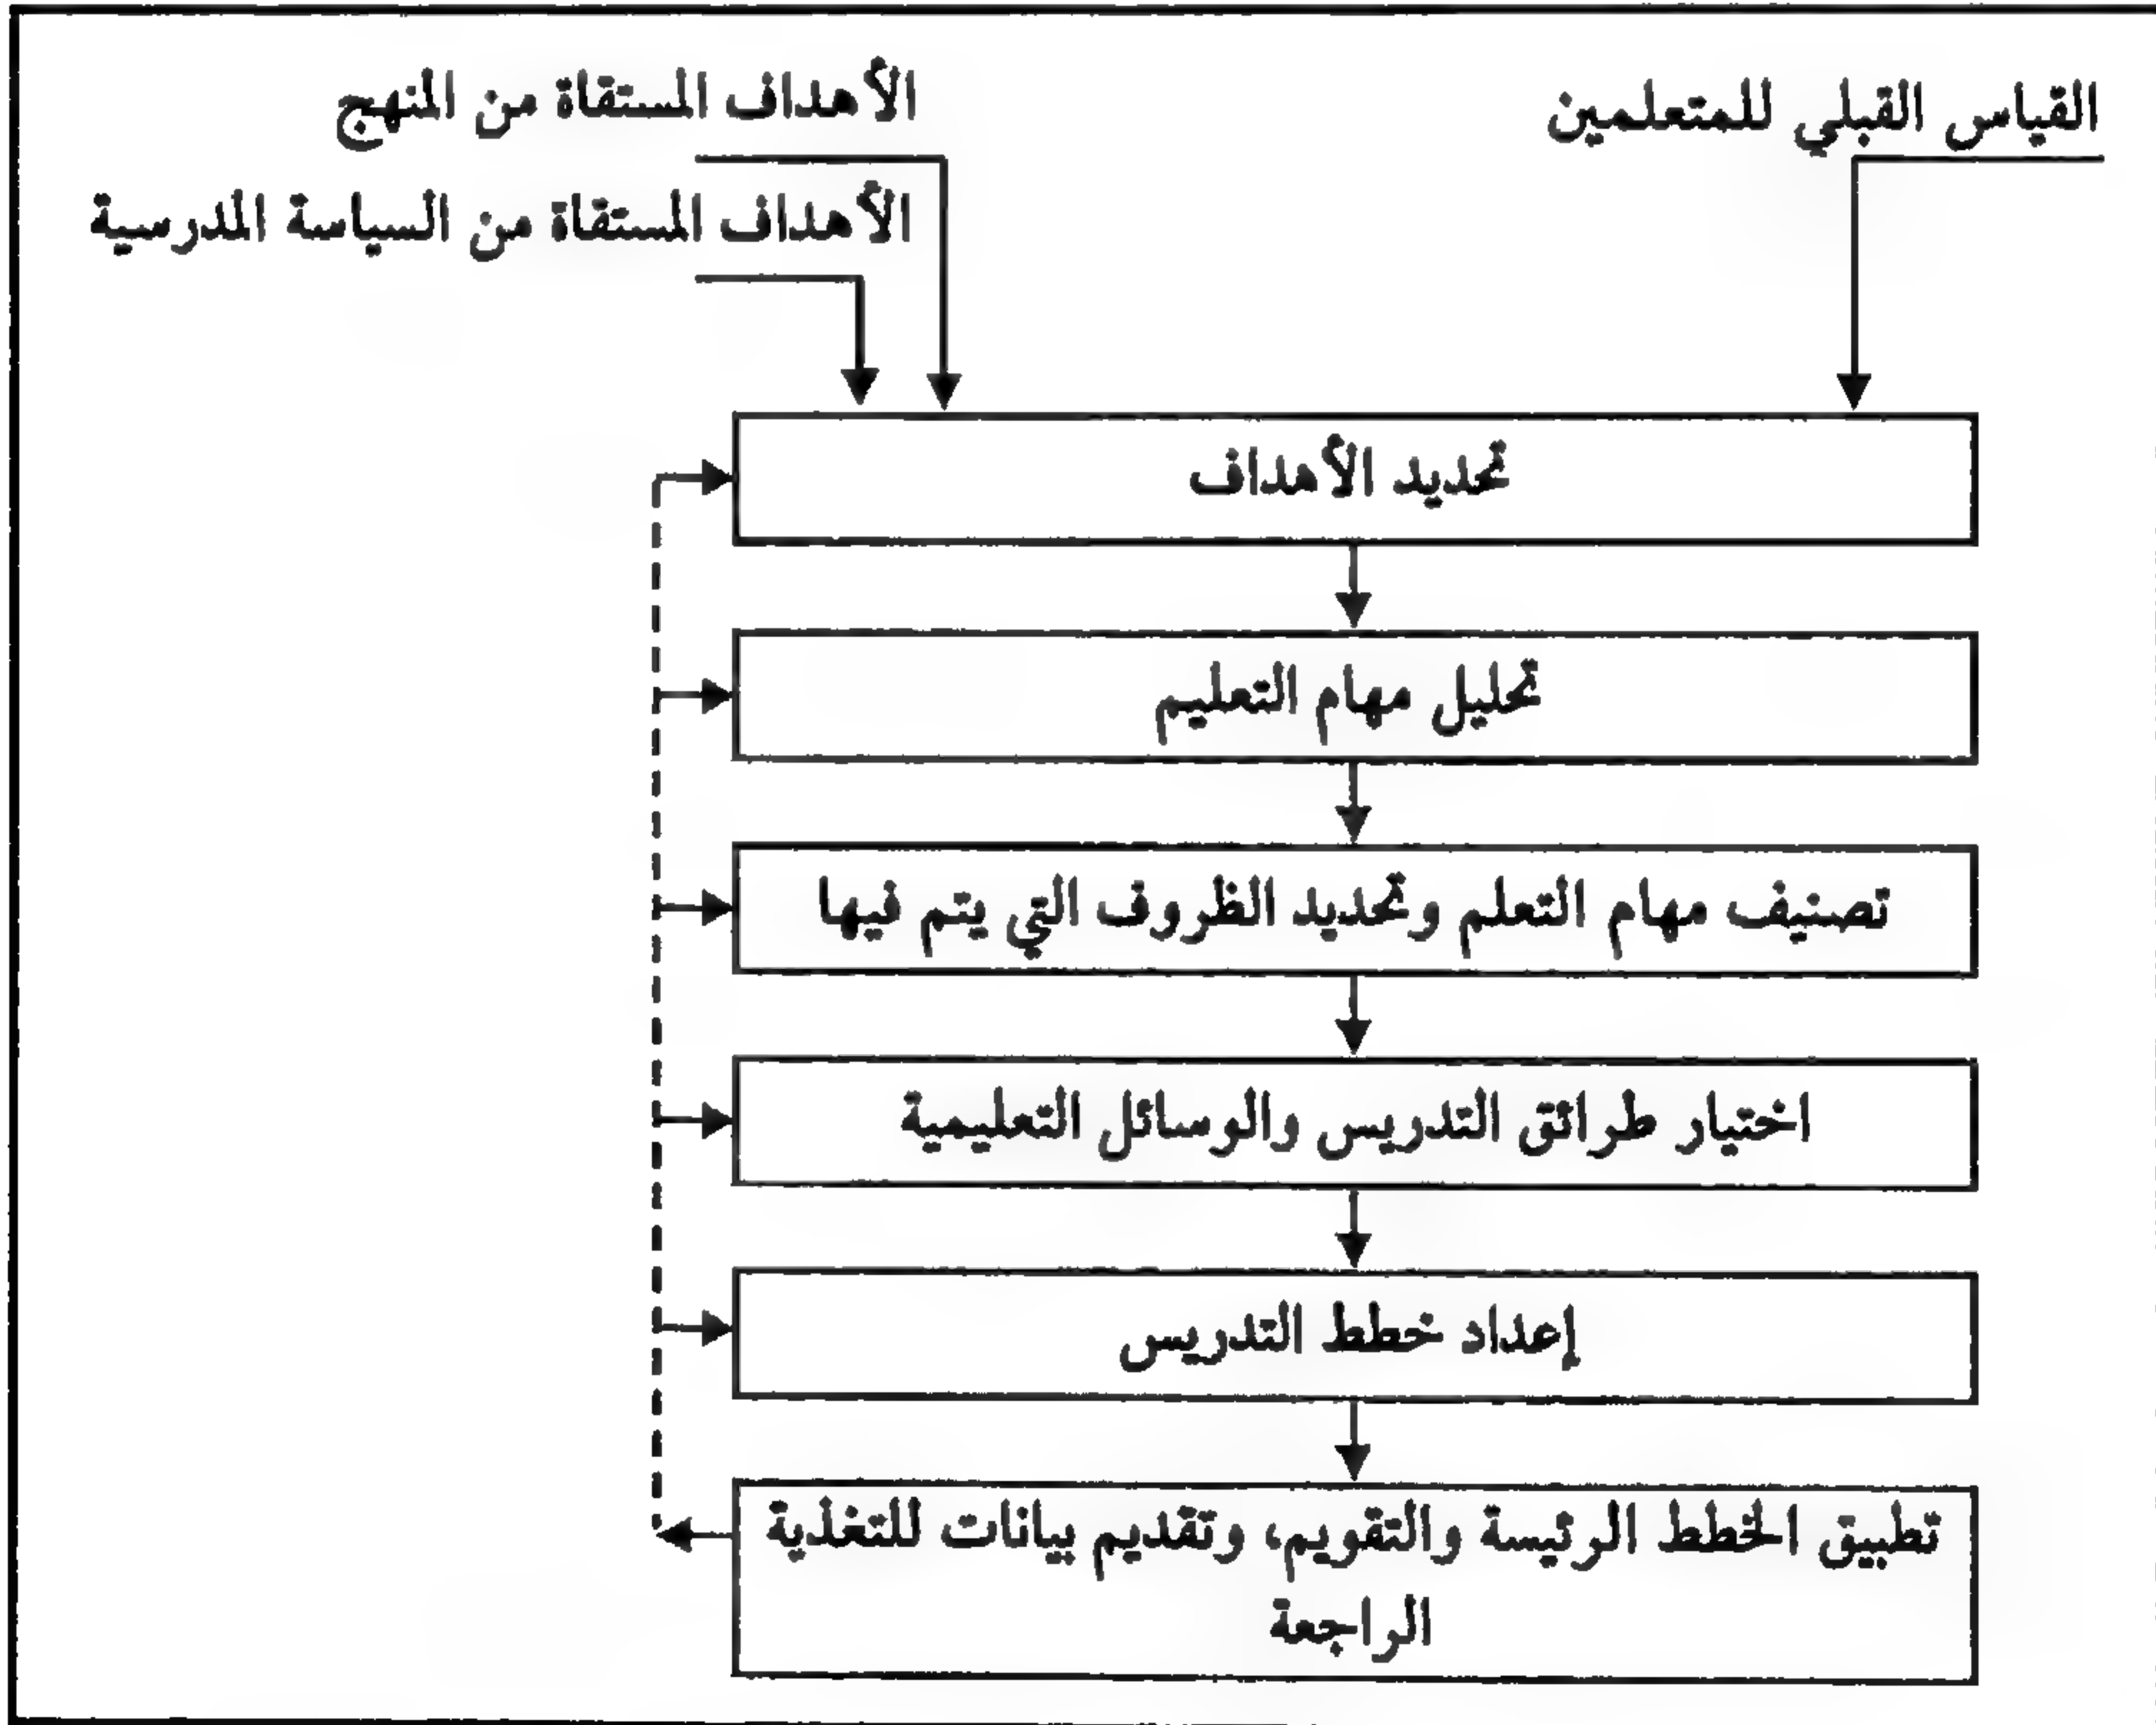 القياس القبلي للمتعلمين
الأهداف المستقاة من المنهج
الأهداف المستقاة من السياسة المدرسية
تحديد الأهداف
تحليل مهام التعليم
تصنيف مهام التعلم وتحديد الظروف التي يتم فيها
اختيار طرائق التدريس والوسائل التعليمية
إعداد خطط التدريس
تطبيق الخطط الرئيسة والتقويم، وتقديم بيانات للتغذية
الراجعة